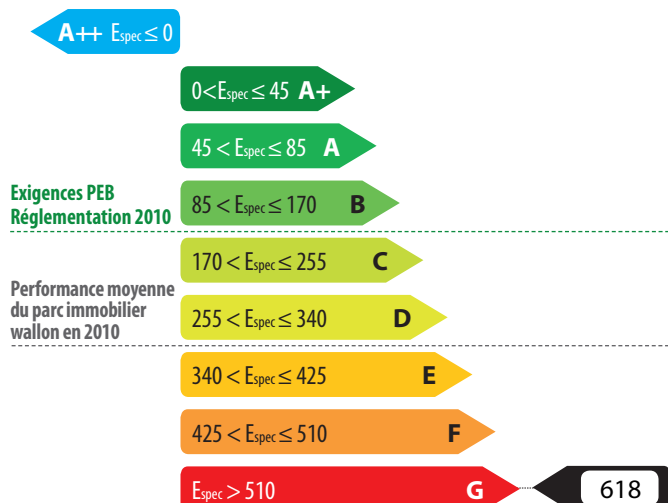 A++ Espec ≤ 0
0<Espec ≤ 45 A+
45 < Espec ≤ 85 A
Exigences PEB
Réglementation 2010
85 < Espec ≤ 170 B
170 < Espec ≤ 255 C
Performance moyenne
du parc immobilier
wallon en 2010
255 < Espec ≤ 340 D
340 < Espec ≤ 425 E
425 < Espec ≤ 510 F
Espec > 510 G
618